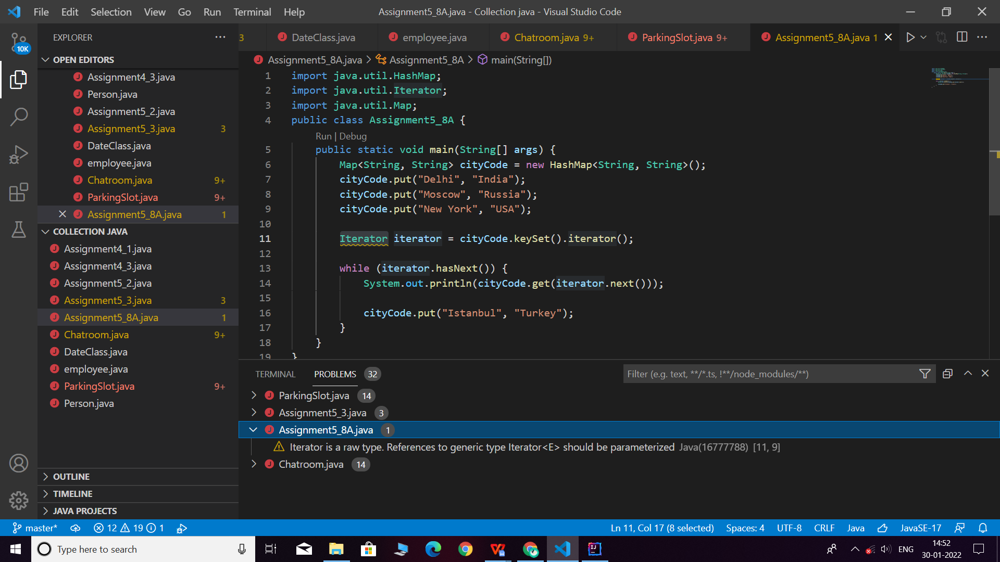 File Edit Selection View Go Run Terminal Help
Assignment5_8A.java - Collection java - Visual Studio Code
10K
EXPLORER
OPEN EDITORS
Assignment4_3.java
Person.java
Assignment5_2.java
Assignment5_3.java 3
DateClass.java
employee.java
Chatroom.java 9+
ParkingSlot.java 9+
Assignment5_8A.java 1
COLLECTION JAVA
Assignment4_1.java
Assignment4_3.java
Assignment5_2.java
Assignment5_3.java 3
Assignment5_8A.java 1
Chatroom.java 9+
DateClass.java
employee.java
ParkingSlot.java 9+
Person.java
OUTLINE
TIMELINE
JAVA PROJECTS
3 DateClass.java employee.java Chatroom.java 9+ ParkingSlot.java 9+ Assignment5_8A.java 1
Assignment5_8A.java > Assignment5_8A > main(String[])
1 import java.util.HashMap;
2 import java.util.Iterator;
3 import java.util.Map;
4 public class Assignment5_8A {
Run | Debug
5 public static void main(String[] args) {
6 Map<String, String> cityCode = new HashMap<String, String>();
7 cityCode.put("Delhi", "India");
8 cityCode.put("Moscow", "Russia");
9 cityCode.put("New York", "USA");
10
11 Iterator iterator = cityCode.keySet().iterator();
12
13 while (iterator.hasNext()) {
14 System.out.println(cityCode.get(iterator.next()));
15
16 cityCode.put("Istanbul", "Turkey");
17 }
18 }
19 }
TERMINAL PROBLEMS 32
Filter (e.g. text, **/*.ts, !**/node_modules/**)
ParkingSlot.java 14
Assignment5_3.java 3
Assignment5_8A.java 1
Iterator is a raw type. References to generic type Iterator<E> should be parameterized Java(16777788) [11, 9]
Chatroom.java 14
master* 12 19 1
Ln 11, Col 17 (8 selected) Spaces: 4 UTF-8 CRLF Java JavaSE-17
Type here to search
ENG
14:52
30-01-2022